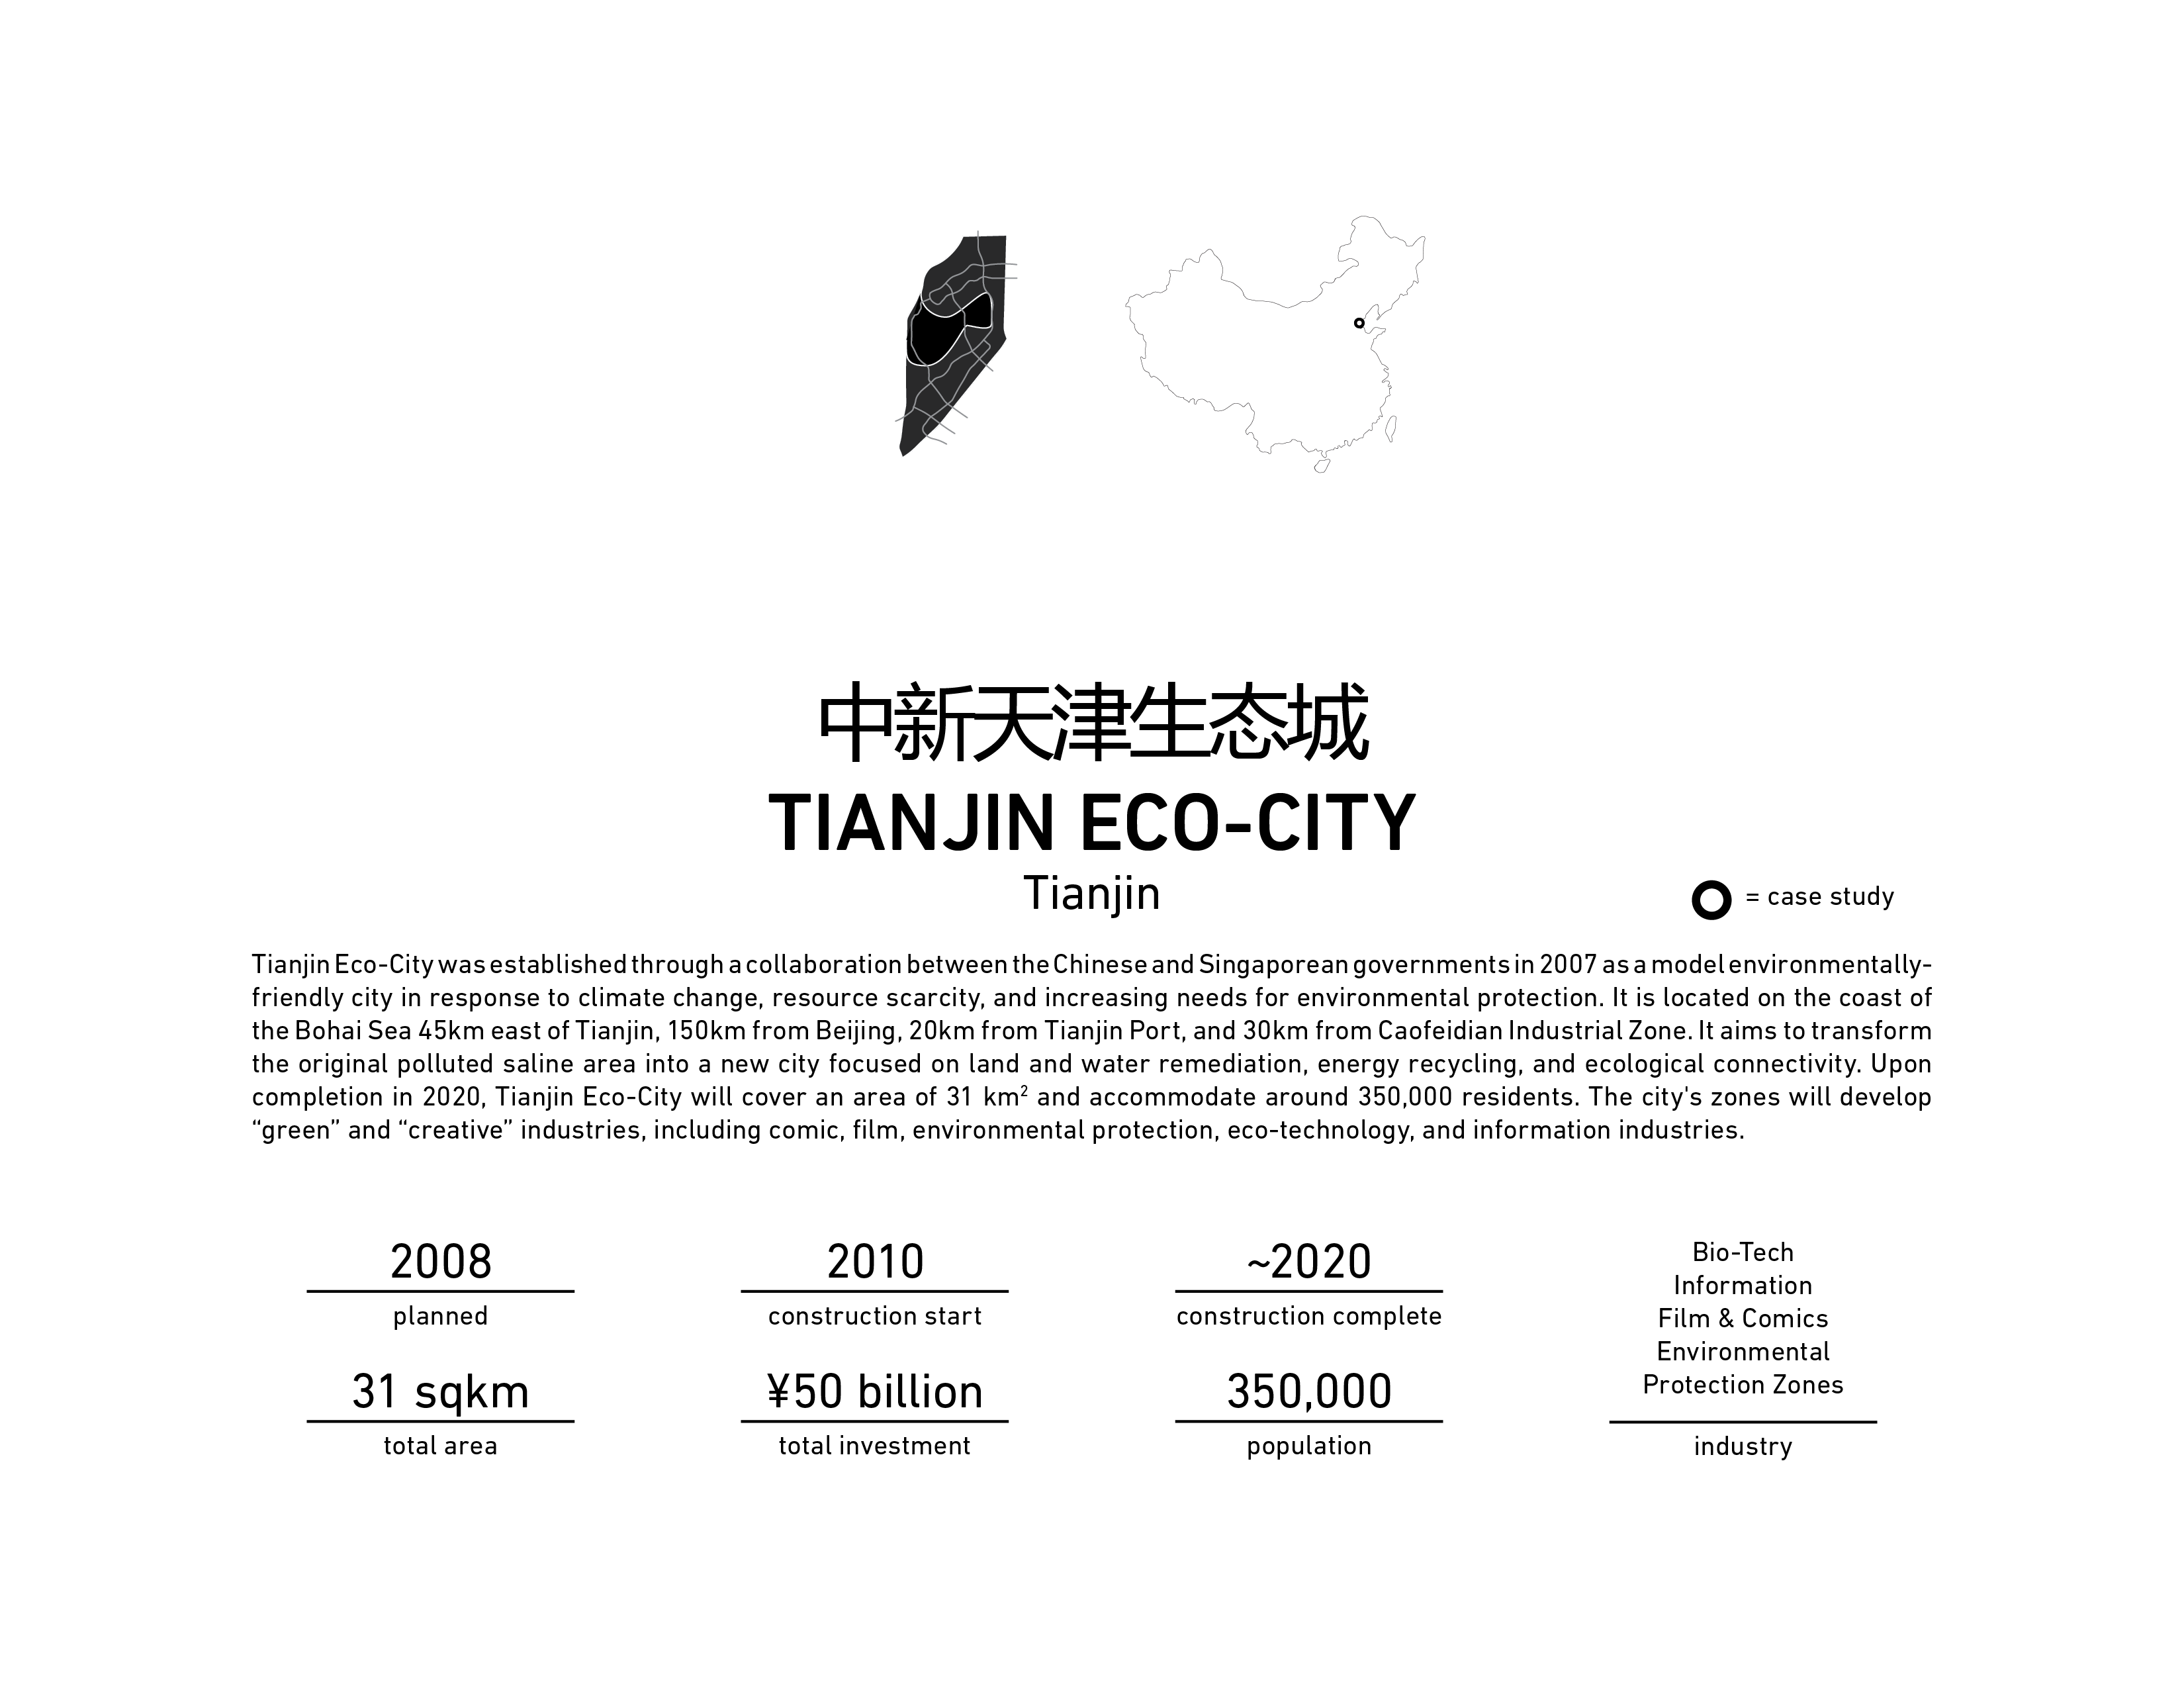 中新天津生态城
TIANJIN ECO-CITY
Tianjin
= case study
Tianjin Eco-City was established through a collaboration between the Chinese and Singaporean governments in 2007 as a model environmentally-
friendly city in response to climate change, resource scarcity, and increasing needs for environmental protection. It is located on the coast of
the Bohai Sea 45km east of Tianjin, 150km from Beijing, 20km from Tianjin Port, and 30km from Caofeidian Industrial Zone. It aims to transform
the original polluted saline area into a new city focused on land and water remediation, energy recycling, and ecological connectivity. Upon
completion in 2020, Tianjin Eco-City will cover an area of 31 km² and accommodate around 350,000 residents. The city's zones will develop
“green” and “creative” industries, including comic, film, environmental protection, eco-technology, and information industries.
2008
planned
2010
construction start
~2020
construction complete
31 sqkm
total area
¥50 billion
total investment
350,000
population
Bio-Tech
Information
Film & Comics
Environmental
Protection Zones
industry